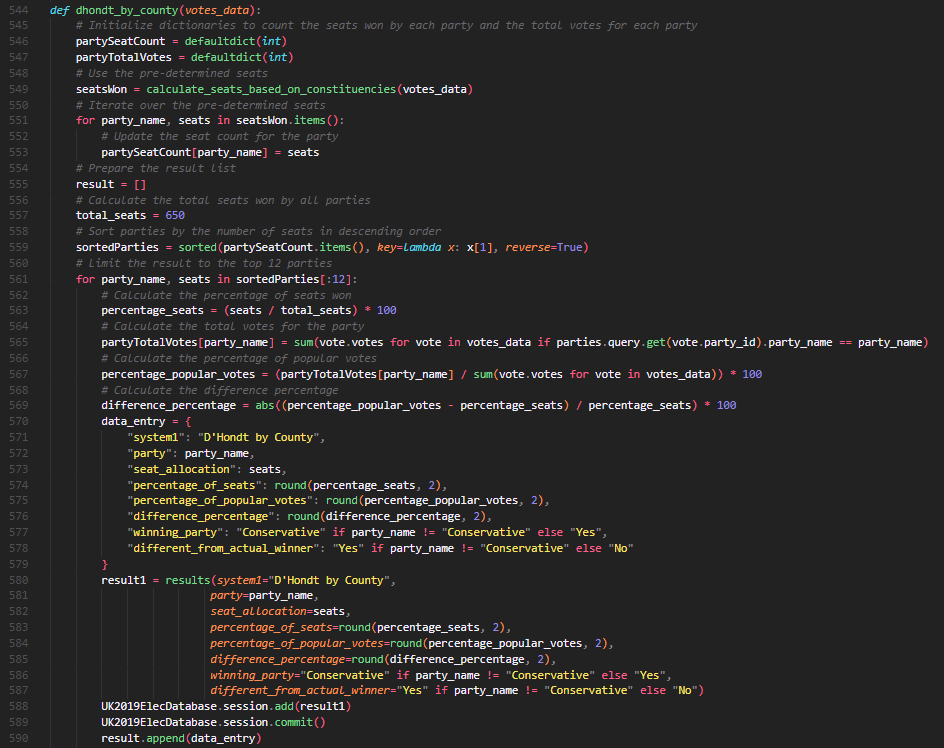 544 def dhondt_by_county(votes_data):
545     # Initialize dictionaries to count the seats won by each party and the total votes for each party
546     partySeatCount = defaultdict(int)
547     partyTotalVotes = defaultdict(int)
548     # Use the pre-determined seats
549     seatsWon = calculate_seats_based_on_constituencies(votes_data)
550     # Iterate over the pre-determined seats
551     for party_name, seats in seatsWon.items():
552         # Update the seat count for the party
553         partySeatCount[party_name] = seats
554     # Prepare the result list
555     result = []
556     # Calculate the total seats won by all parties
557     total_seats = 650
558     # Sort parties by the number of seats in descending order
559     sortedParties = sorted(partySeatCount.items(), key=lambda x: x[1], reverse=True)
560     # Limit the result to the top 12 parties
561     for party_name, seats in sortedParties[:12]:
562         # Calculate the percentage of seats won
563         percentage_seats = (seats / total_seats) * 100
564         # Calculate the total votes for the party
565         partyTotalVotes[party_name] = sum(vote.votes for vote in votes_data if parties.query.get(vote.party_id).party_name == party_name)
566         # Calculate the percentage of popular votes
567         percentage_popular_votes = (partyTotalVotes[party_name] / sum(vote.votes for vote in votes_data)) * 100
568         # Calculate the difference percentage
569         difference_percentage = abs((percentage_popular_votes - percentage_seats) / percentage_seats) * 100
570         data_entry = {
571             "system1": "D'Hondt by County",
572             "party": party_name,
573             "seat_allocation": seats,
574             "percentage_of_seats": round(percentage_seats, 2),
575             "percentage_of_popular_votes": round(percentage_popular_votes, 2),
576             "difference_percentage": round(difference_percentage, 2),
577             "winning_party": "Conservative" if party_name != "Conservative" else "Yes",
578             "different_from_actual_winner": "Yes" if party_name != "Conservative" else "No"
579         }
580         result1 = results(system1="D'Hondt by County",
581                          party=party_name,
582                          seat_allocation=seats,
583                          percentage_of_seats=round(percentage_seats, 2),
584                          percentage_of_popular_votes=round(percentage_popular_votes, 2),
585                          difference_percentage=round(difference_percentage, 2),
586                          winning_party="Conservative" if party_name != "Conservative" else "Yes",
587                          different_from_actual_winner="Yes" if party_name != "Conservative" else "No")
588         UK2019ElecDatabase.session.add(result1)
589         UK2019ElecDatabase.session.commit()
590         result.append(data_entry)